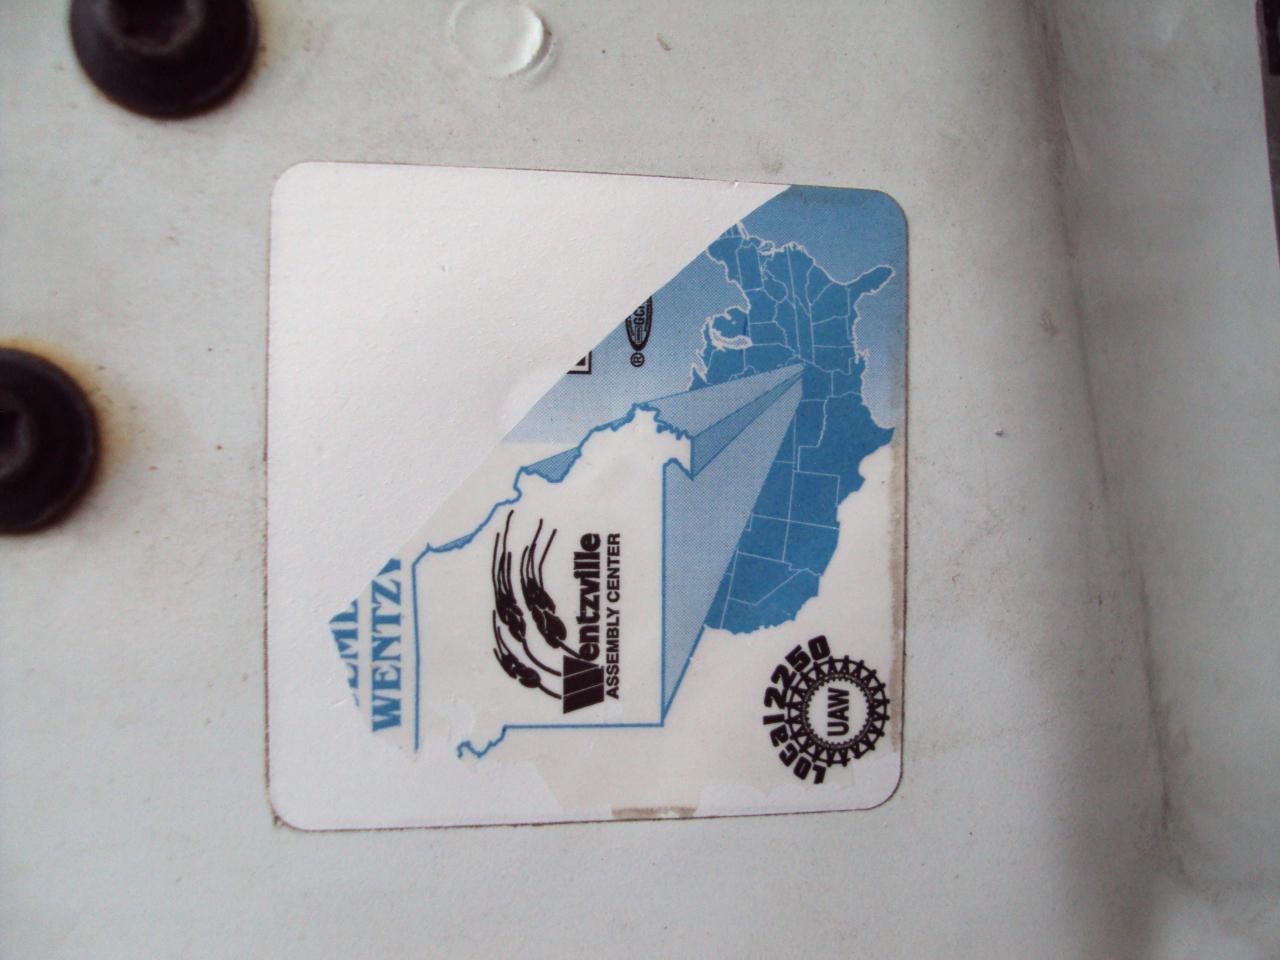 Local 2250
UAW
®
Wentzville
ASSEMBLY CENTER
WENTZV